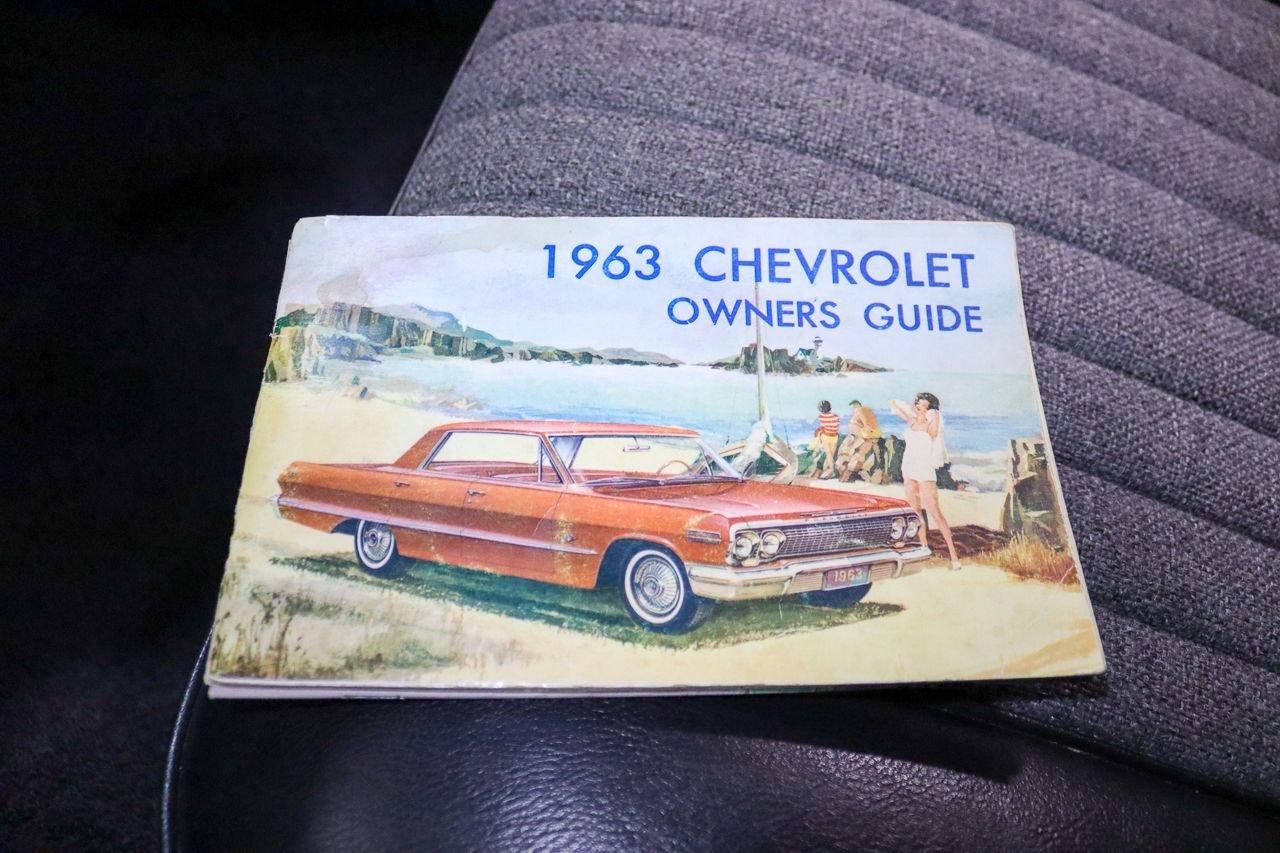 1963 CHEVROLET
OWNERS GUIDE
1963